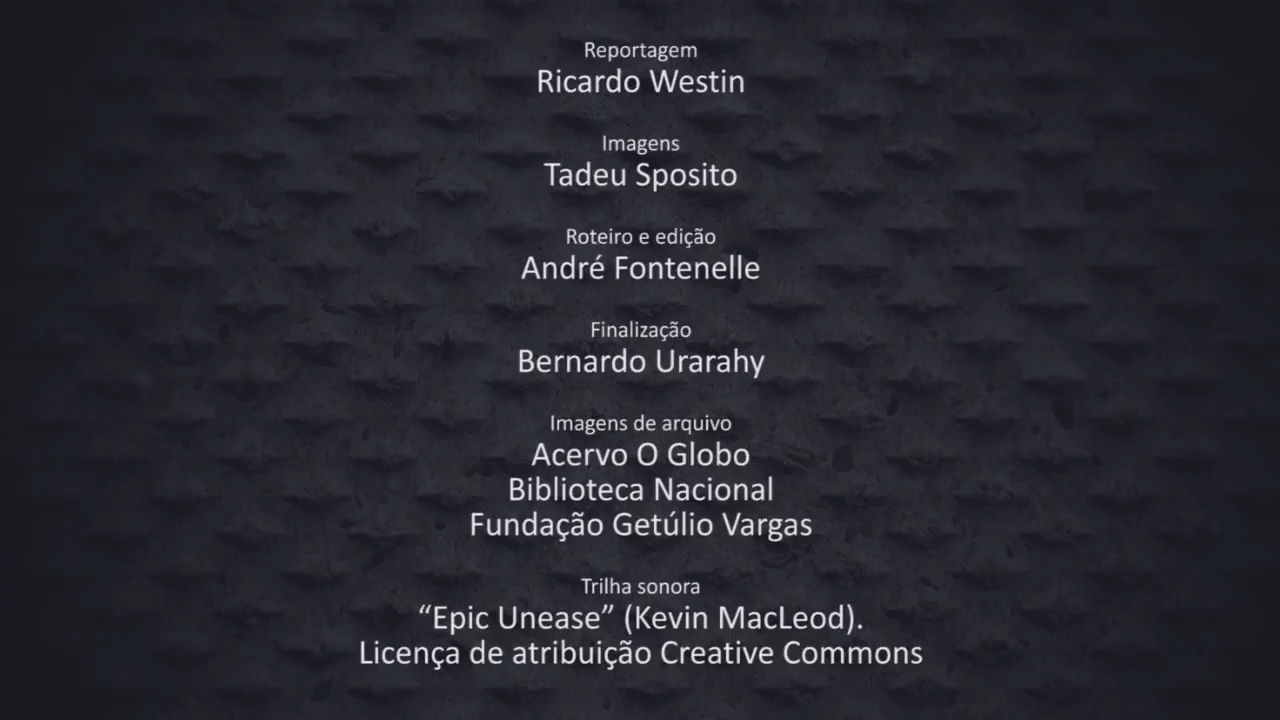 Reportagem
Ricardo Westin
Imagens
Tadeu Sposito
Roteiro e edição
André Fontenelle
Finalização
Bernardo Urarahy
Imagens de arquivo
Acervo O Globo
Biblioteca Nacional
Fundação Getúlio Vargas
Trilha sonora
“Epic Unease” (Kevin MacLeod).
Licença de atribuição Creative Commons